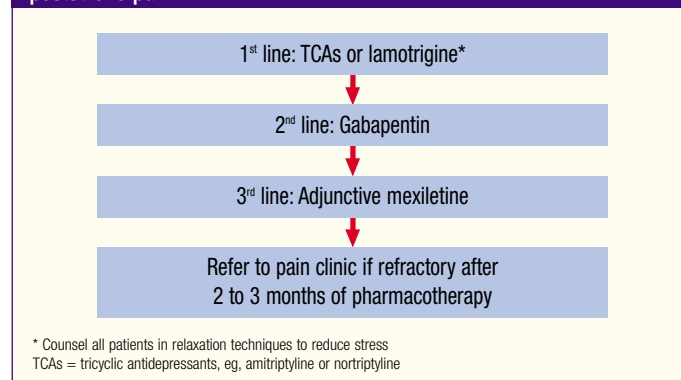 1st line: TCAs or lamotrigine*
2nd line: Gabapentin
3rd line: Adjunctive mexiletine
Refer to pain clinic if refractory after
2 to 3 months of pharmacotherapy
* Counsel all patients in relaxation techniques to reduce stress
TCAs = tricyclic antidepressants, eg, amitriptyline or nortriptyline